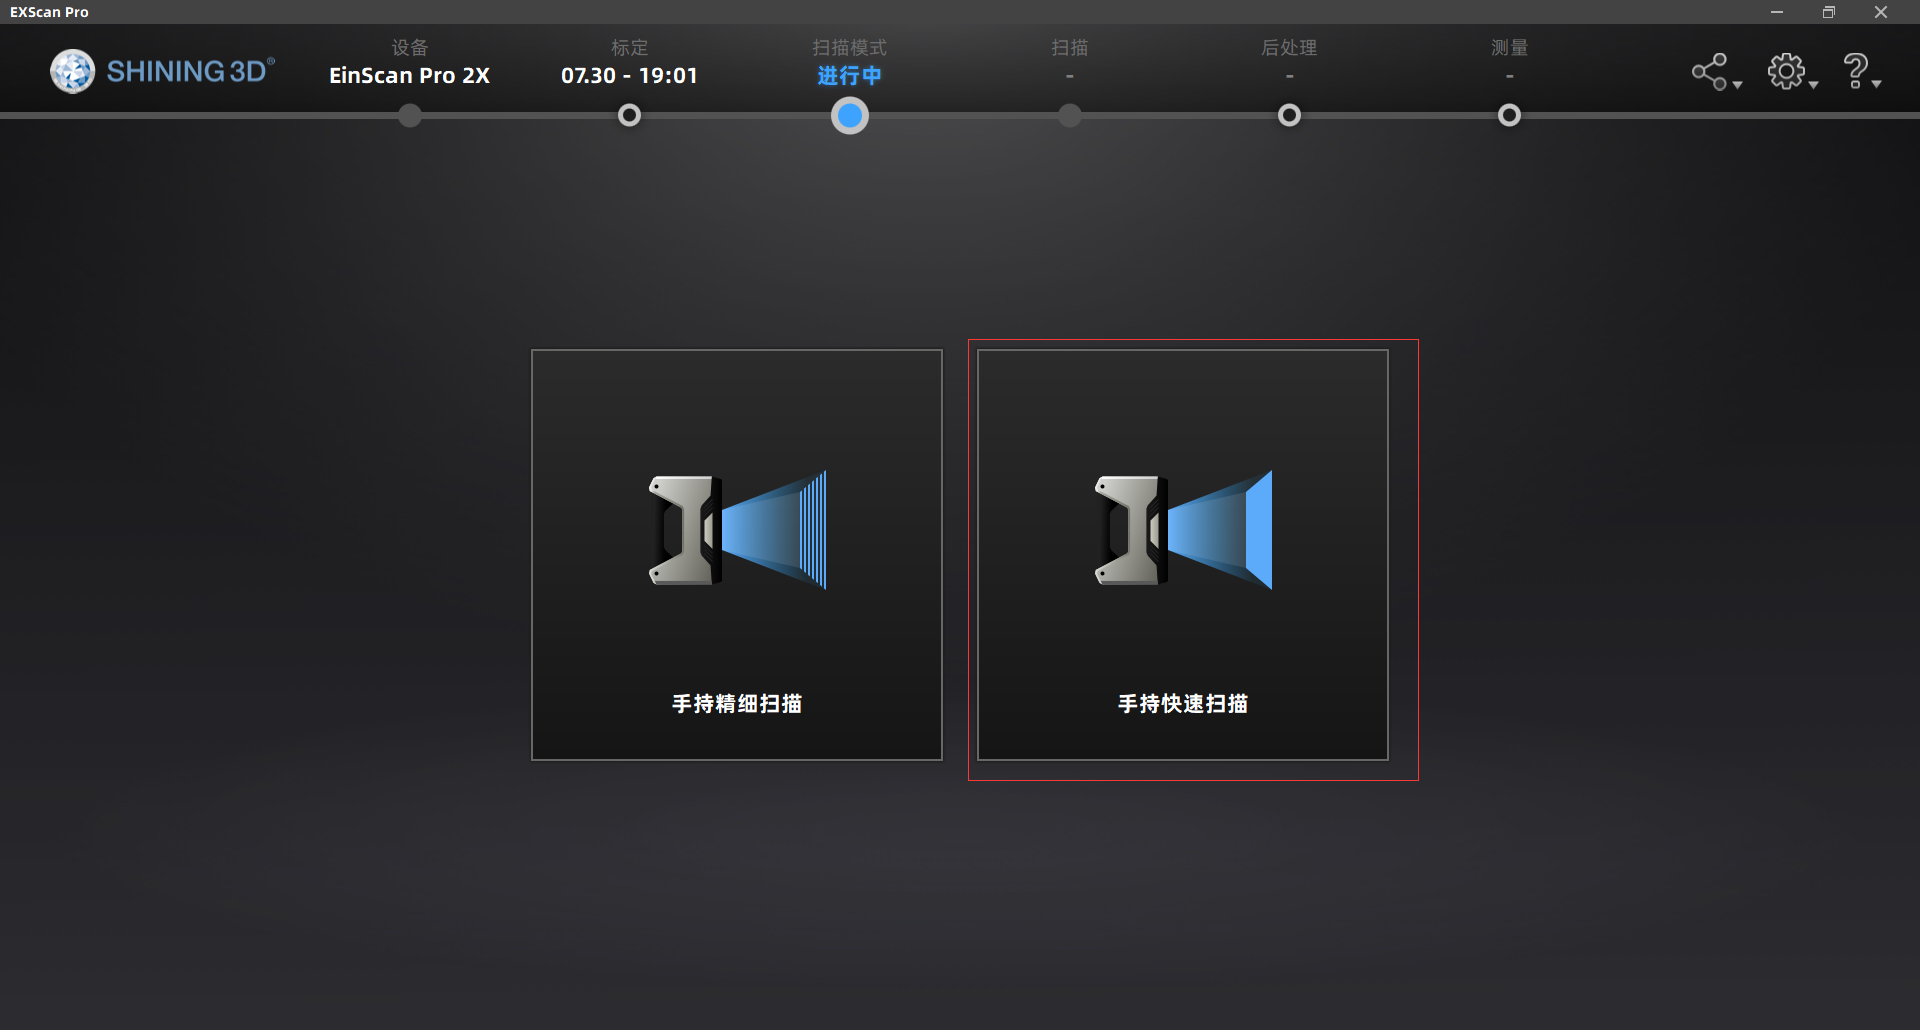 EXScan Pro
SHINING 3D®
设备
EinScan Pro 2X
标定
07.30 - 19:01
扫描模式
进行中
扫描
-
后处理
-
测量
-
手持精细扫描
手持快速扫描